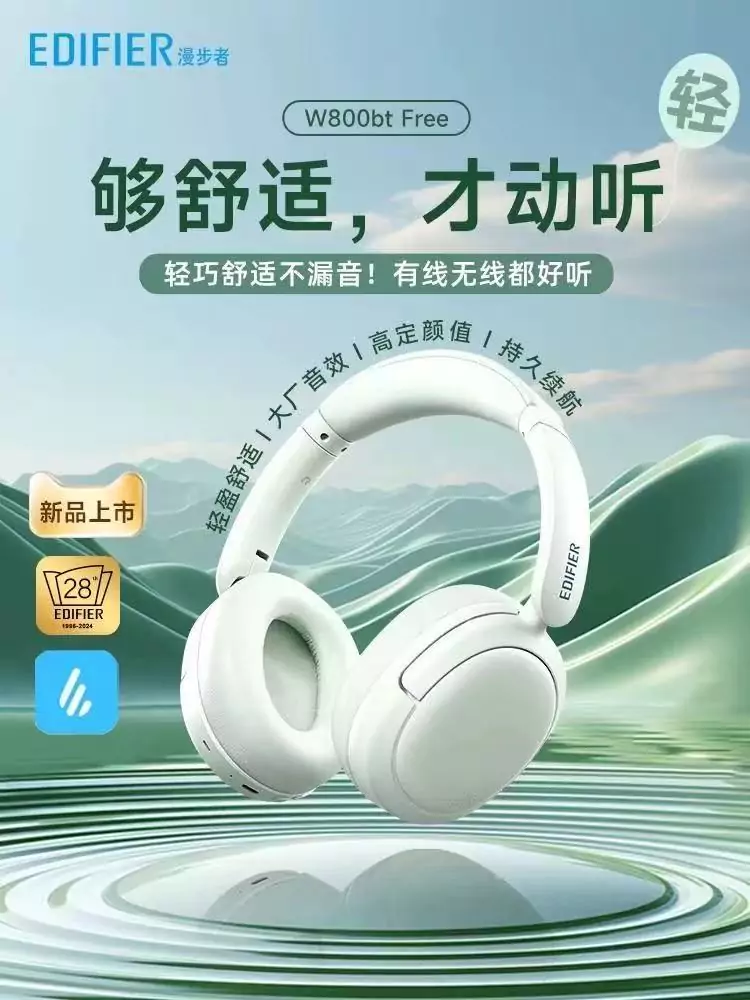 EDIFIER漫步者
轻
W800bt Free
够舒适，才动听
轻巧舒适不漏音！有线无线都好听
轻盈舒适 I 大厂音效 I 高定颜值 I 持久续航
新品上市
28th
EDIFIER
1996-2024
EDIFIER